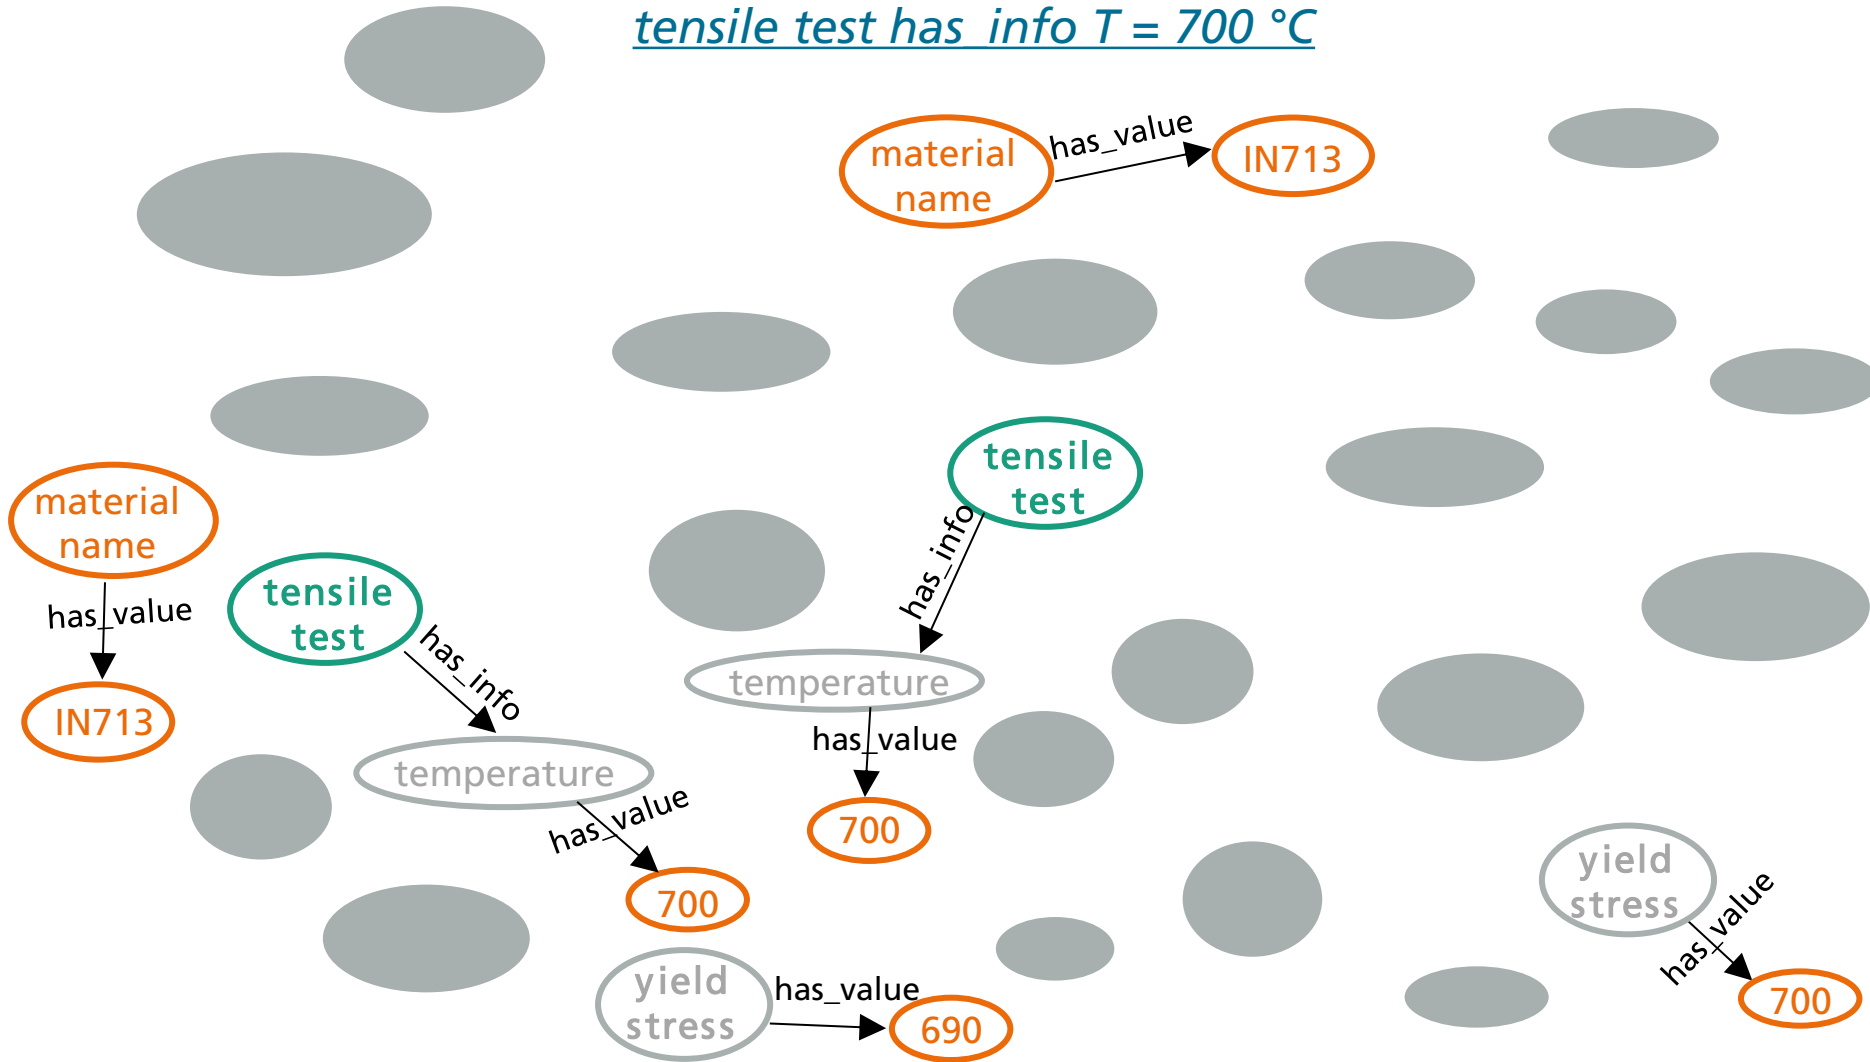 tensile test has_info T = 700 °C
material
name
has_value
IN713
tensile
test
has_info
temperature
has_value
700
material
name
has_value
IN713
tensile
test
has_info
temperature
has_value
700
yield
stress
has_value
690
yield
stress
has_value
700